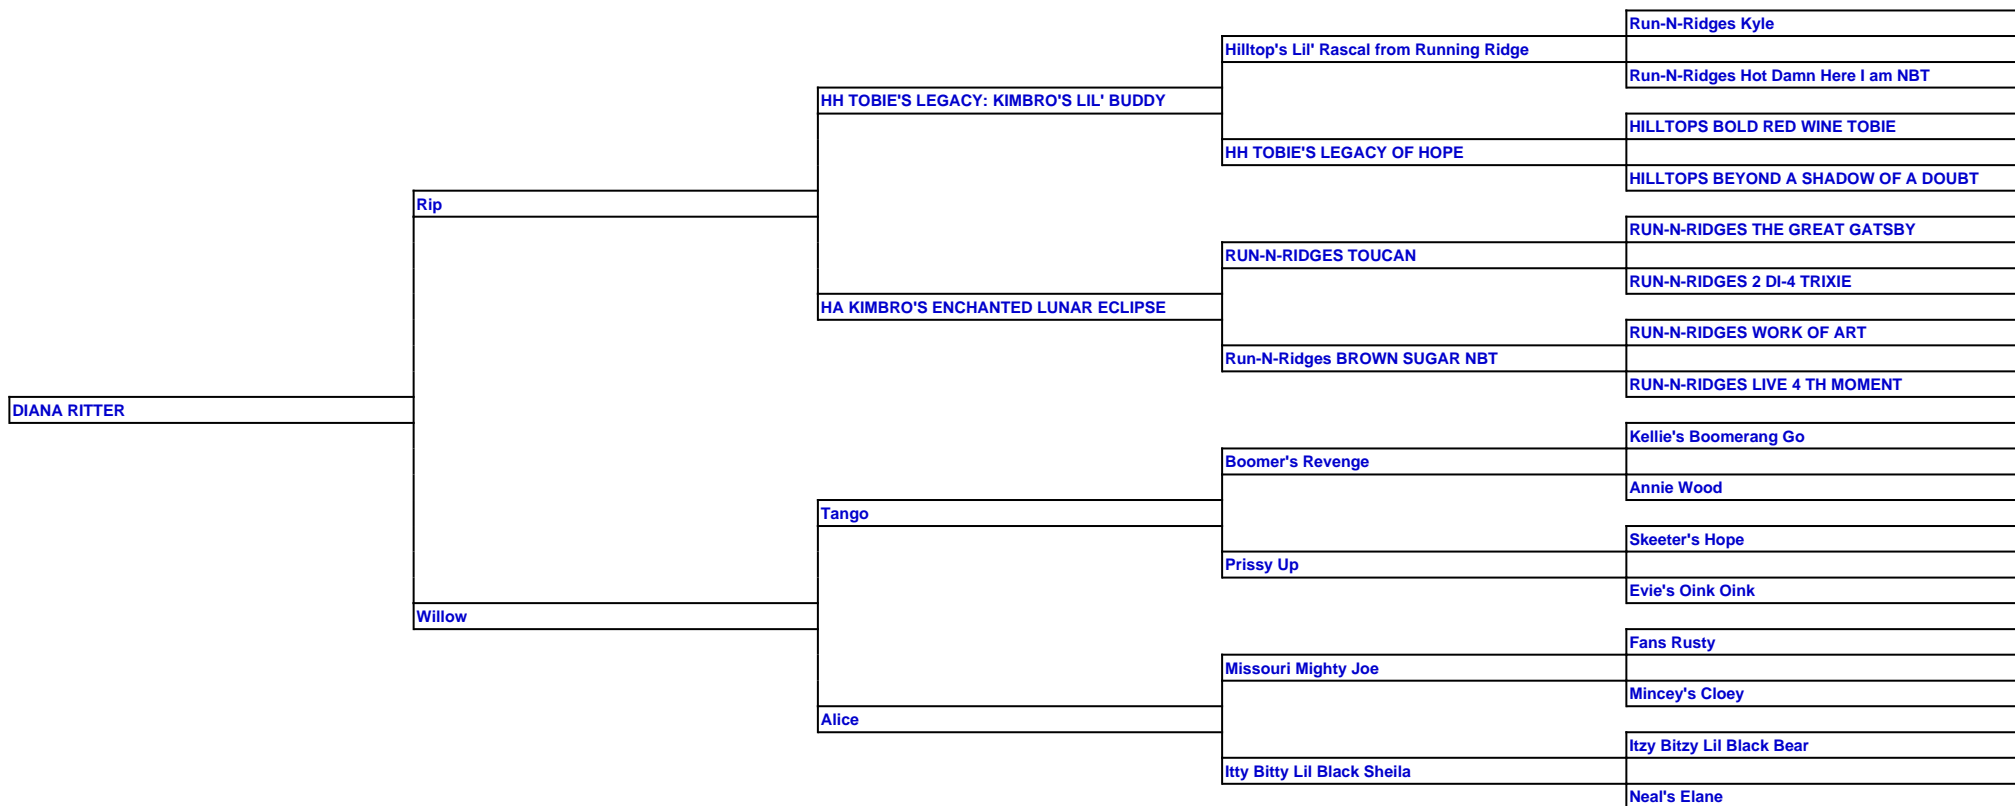 Run-N-Ridges Kyle
Hilltop's Lil' Rascal from Running Ridge
Run-N-Ridges Hot Damn Here I am NBT
HH TOBIE'S LEGACY: KIMBRO'S LIL' BUDDY
HILLTOPS BOLD RED WINE TOBIE
HH TOBIE'S LEGACY OF HOPE
HILLTOPS BEYOND A SHADOW OF A DOUBT
Rip
RUN-N-RIDGES THE GREAT GATSBY
RUN-N-RIDGES TOUCAN
RUN-N-RIDGES 2 DI-4 TRIXIE
HA KIMBRO'S ENCHANTED LUNAR ECLIPSE
RUN-N-RIDGES WORK OF ART
Run-N-Ridges BROWN SUGAR NBT
RUN-N-RIDGES LIVE 4 TH MOMENT
DIANA RITTER
Kellie's Boomerang Go
Boomer's Revenge
Annie Wood
Tango
Skeeter's Hope
Prissy Up
Evie's Oink Oink
Willow
Fans Rusty
Missouri Mighty Joe
Mincey's Cloey
Alice
Itzy Bitzy Lil Black Bear
Itty Bitty Lil Black Sheila
Neal's Elane